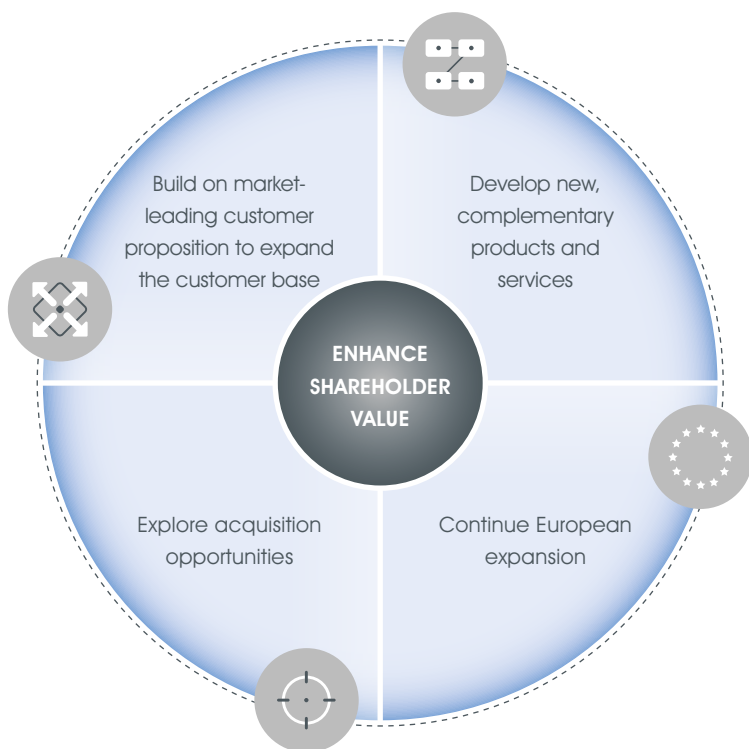 Build on market-
leading customer
proposition to expand
the customer base
Develop new,
complementary
products and
services
ENHANCE
SHAREHOLDER
VALUE
Explore acquisition
opportunities
Continue European
expansion